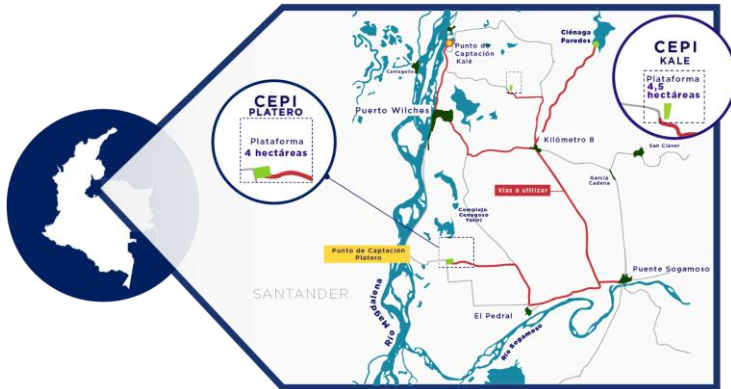 Punto de
Captación
Kalé
Ciénaga
Paredes
CEPI
KALE
Plataforma
4,5
hectáreas
CEPI
PLATERO
Plataforma
4 hectáreas
Puerto Wilches
Kilómetro 8
San Claver
García
Cadena
Vías a utilizar
Complejo
Cenagoso
Yarirí
Punto de Captación
Platero
SANTANDER
Río Magdalena
El Pedral
Río Sogamoso
Puente Sogamoso